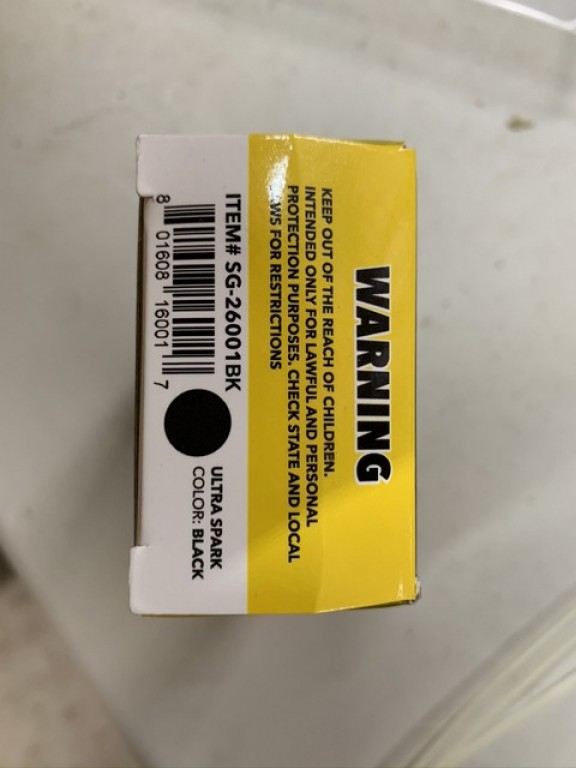 WARNING
KEEP OUT OF THE REACH OF CHILDREN.
INTENDED ONLY FOR LAWFUL AND PERSONAL
PROTECTION PURPOSES. CHECK STATE AND LOCAL
LAWS FOR RESTRICTIONS
ITEM# SG-26001BK
8 01608 16001 7
ULTRA SPARK
COLOR: BLACK